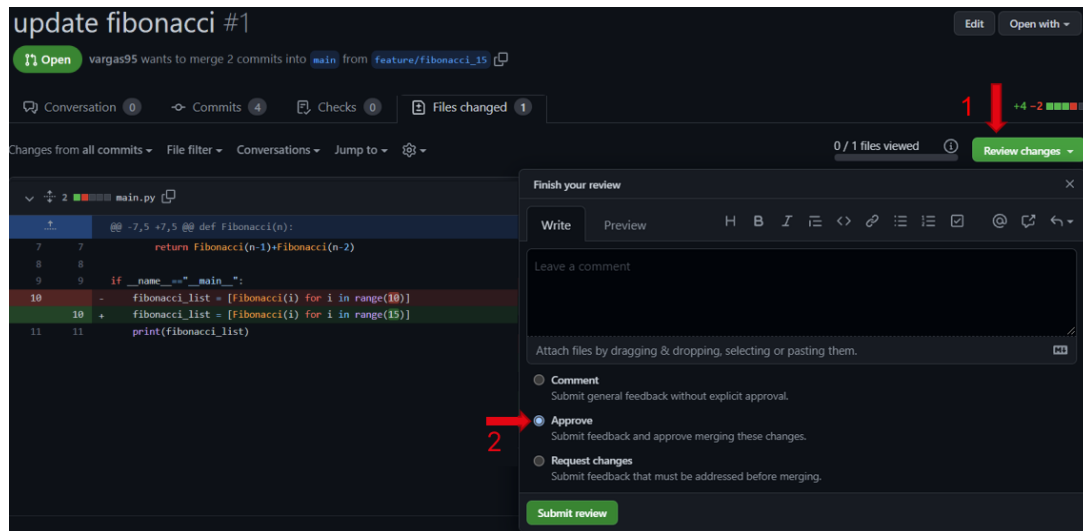 update fibonacci #1
Edit
Open with
Open
vargas95 wants to merge 2 commits into main from feature/fibonacci_15
Conversation 0
Commits 4
Checks 0
Files changed 1
1
+4 −2
Changes from all commits
File filter
Conversations
Jump to
0 / 1 files viewed
Review changes
2 main.py
@@ -7,5 +7,5 @@ def Fibonacci(n):
7 7 return Fibonacci(n-1)+Fibonacci(n-2)
8 8
9 9 if __name__=="__main__":
10 - fibonacci_list = [Fibonacci(i) for i in range(10)]
10 + fibonacci_list = [Fibonacci(i) for i in range(15)]
11 11 print(fibonacci_list)
Finish your review
Write
Preview
Leave a comment
Attach files by dragging & dropping, selecting or pasting them.
Comment
Submit general feedback without explicit approval.
2
Approve
Submit feedback and approve merging these changes.
Request changes
Submit feedback that must be addressed before merging.
Submit review